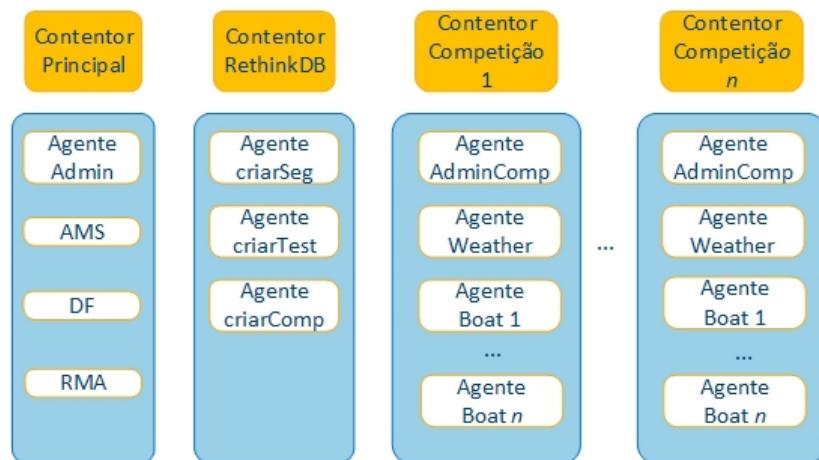 Contentor
Principal
Agente
Admin
AMS
DF
RMA
Contentor
RethinkDB
Agente
criarSeg
Agente
criarTest
Agente
criarComp
Contentor
Competição
1
Agente
AdminComp
Agente
Weather
Agente
Boat 1
...
Agente
Boat n
...
Contentor
Competição
n
Agente
AdminComp
Agente
Weather
Agente
Boat 1
...
Agente
Boat n